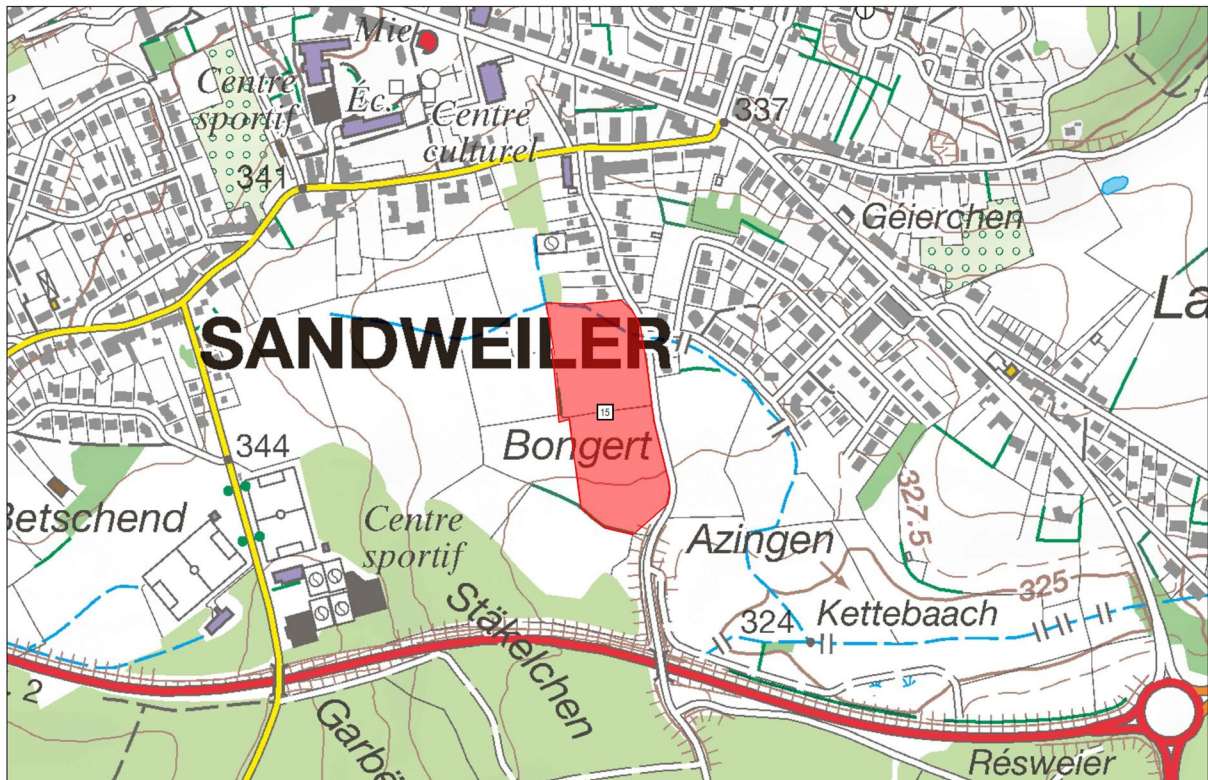 Mie
Centre
sportif
Éc.
Centre
culturel
337
341
Géierchen
La
SANDWEILER
15
Bongert
344
Betschend
Centre
sportif
Azingen
327.5
325
Stäkelchen
324
Kettebaach
. 2
Garbë
Résweier